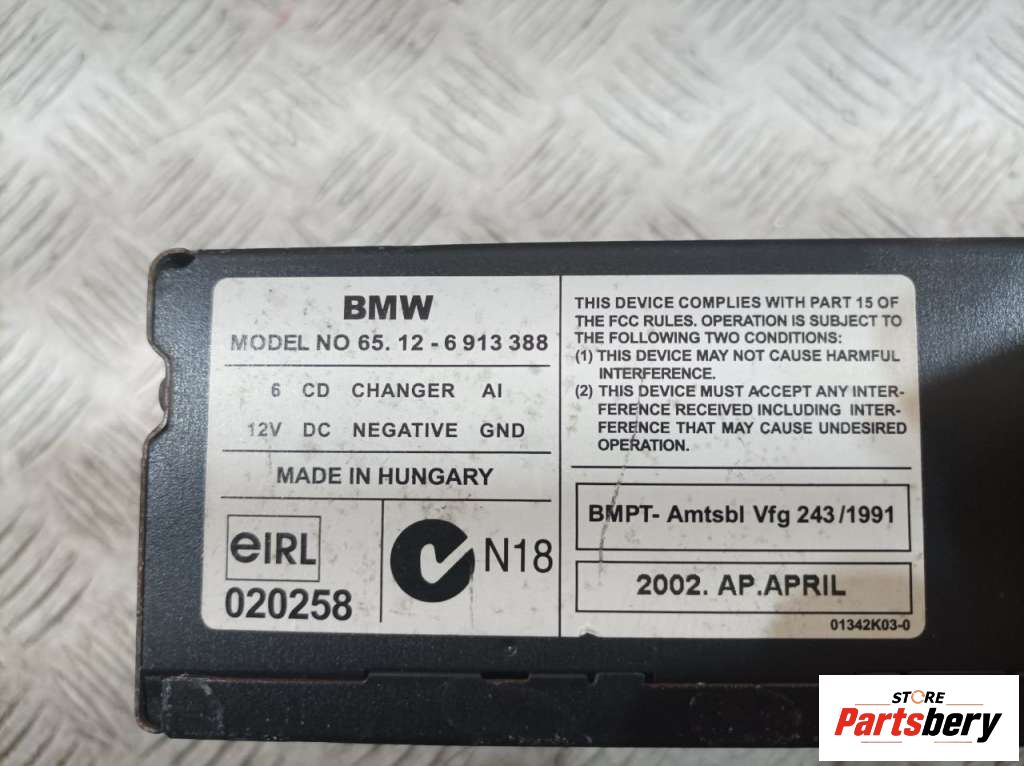 BMW
MODEL NO 65. 12 - 6 913 388
6 CD CHANGER AI
12V DC NEGATIVE GND
MADE IN HUNGARY
eIRL
020258
N18
THIS DEVICE COMPLIES WITH PART 15 OF
THE FCC RULES. OPERATION IS SUBJECT TO
THE FOLLOWING TWO CONDITIONS:
(1) THIS DEVICE MAY NOT CAUSE HARMFUL
INTERFERENCE.
(2) THIS DEVICE MUST ACCEPT ANY INTER-
FERENCE RECEIVED INCLUDING INTER-
FERENCE THAT MAY CAUSE UNDESIRED
OPERATION.
BMPT- Amtsbl Vfg 243 /1991
2002. AP.APRIL
01342K03-0
STORE
Partsbery